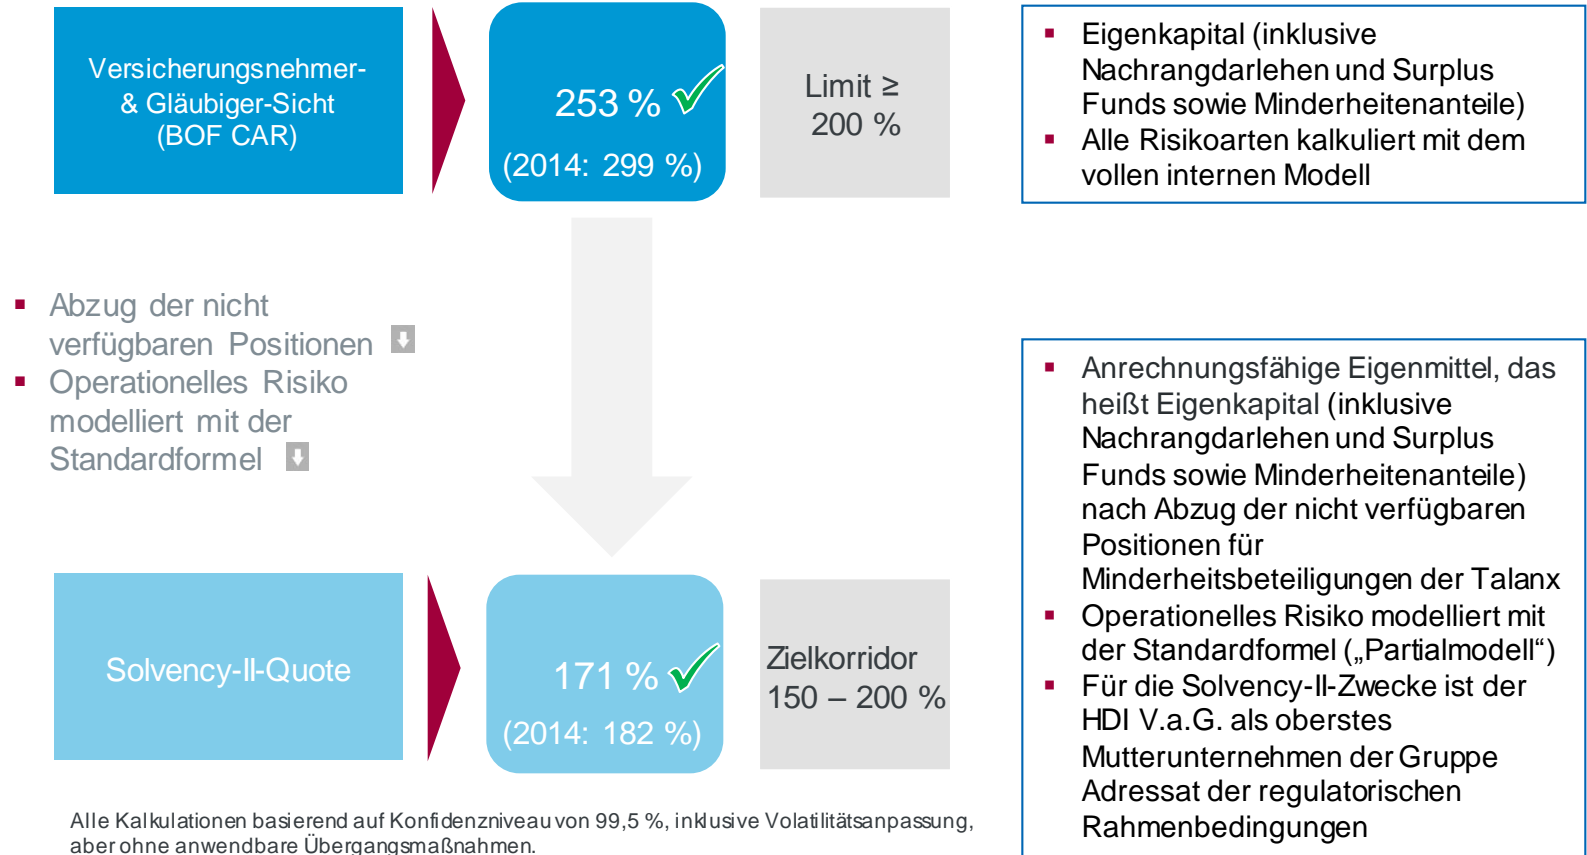 Versicherungsnehmer-
& Gläubiger-Sicht
(BOF CAR)
253 %
(2014: 299 %)
Limit ≥
200 %
▪ Eigenkapital (inklusive
Nachrangdarlehen und Surplus
Funds sowie Minderheitenanteile)
▪ Alle Risikoarten kalkuliert mit dem
vollen internen Modell
▪ Abzug der nicht
verfügbaren Positionen
▪ Operationelles Risiko
modelliert mit der
Standardformel
Solvency-II-Quote
171 %
(2014: 182 %)
Zielkorridor
150 – 200 %
▪ Anrechnungsfähige Eigenmittel, das
heißt Eigenkapital (inklusive
Nachrangdarlehen und Surplus
Funds sowie Minderheitenanteile)
nach Abzug der nicht verfügbaren
Positionen für
Minderheitsbeteiligungen der Talanx
▪ Operationelles Risiko modelliert mit
der Standardformel („Partialmodell“)
▪ Für die Solvency-II-Zwecke ist der
HDI V.a.G. als oberstes
Mutterunternehmen der Gruppe
Adressat der regulatorischen
Rahmenbedingungen
Alle Kalkulationen basierend auf Konfidenzniveau von 99,5 %, inklusive Volatilitätsanpassung,
aber ohne anwendbare Übergangsmaßnahmen.